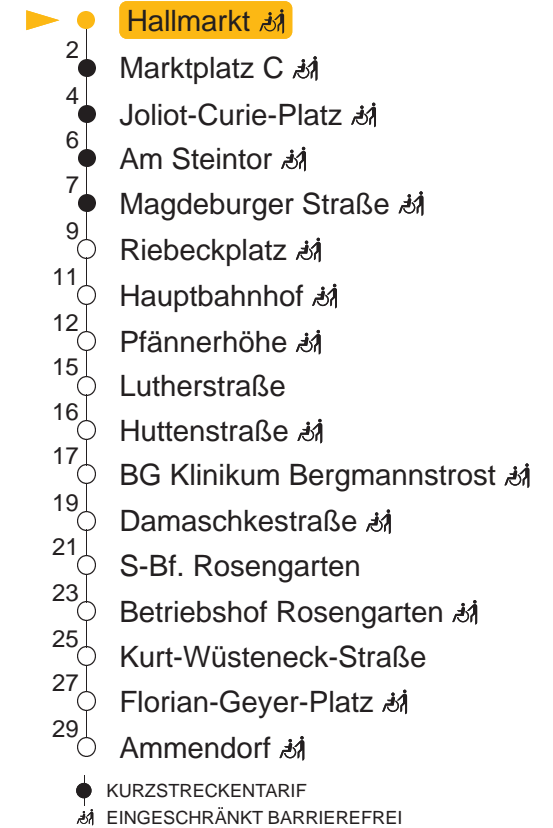 Hallmarkt
2
Marktplatz C
4
Joliot-Curie-Platz
6
Am Steintor
7
Magdeburger Straße
9
Riebeckplatz
11
Hauptbahnhof
12
Pfännerhöhe
15
Lutherstraße
16
Huttenstraße
17
BG Klinikum Bergmannstrost
19
Damaschkestraße
21
S-Bf. Rosengarten
23
Betriebshof Rosengarten
25
Kurt-Wüsteneck-Straße
27
Florian-Geyer-Platz
29
Ammendorf
KURZSTRECKENTARIF
EINGESCHRÄNKT BARRIEREFREI